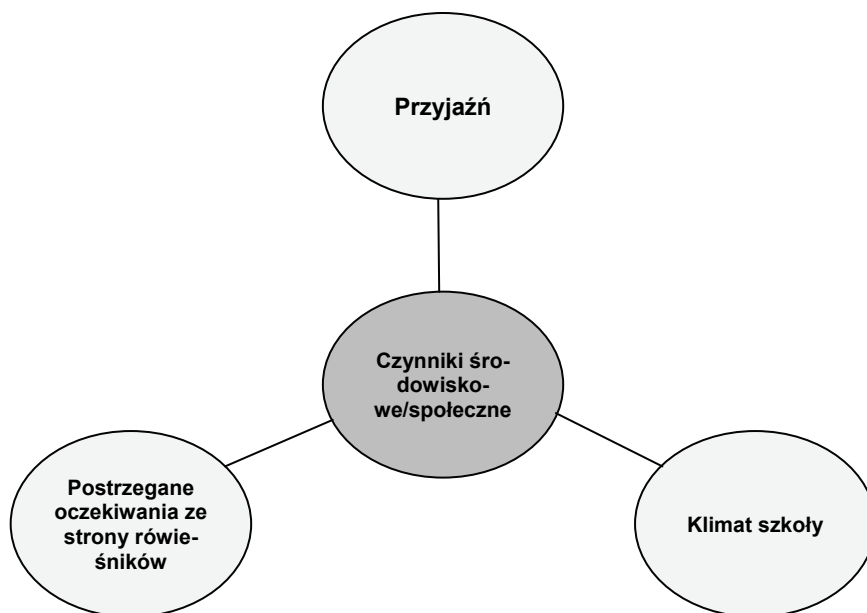 Przyjaźń
Czynniki śro-
dowisko-
we/społeczne
Postrzegane
oczekiwania ze
strony rówie-
śników
Klimat szkoły